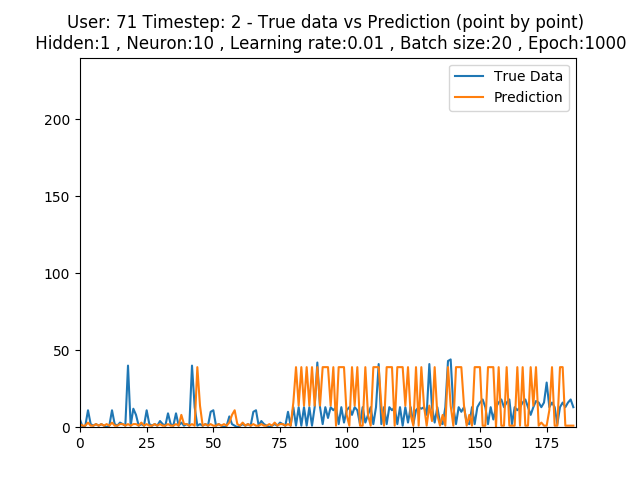 User: 71 Timestep: 2 - True data vs Prediction (point by point)
Hidden:1 , Neuron:10 , Learning rate:0.01 , Batch size:20 , Epoch:1000
True Data
Prediction
200
150
100
50
0
0 25 50 75 100 125 150 175